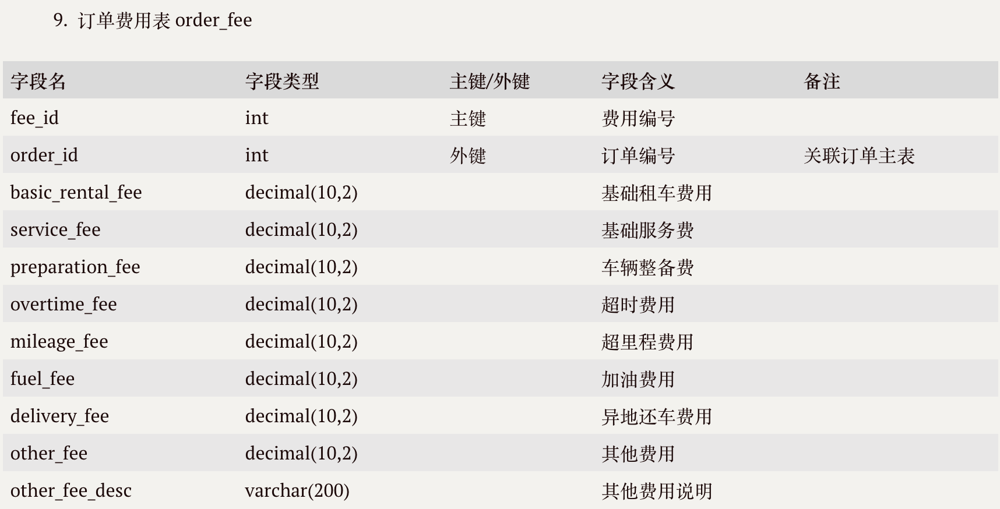 9. 订单费用表 order_fee
字段名 字段类型 主键/外键 字段含义 备注
fee_id int 主键 费用编号
order_id int 外键 订单编号 关联订单主表
basic_rental_fee decimal(10,2) 基础租车费用
service_fee decimal(10,2) 基础服务费
preparation_fee decimal(10,2) 车辆整备费
overtime_fee decimal(10,2) 超时费用
mileage_fee decimal(10,2) 超里程费用
fuel_fee decimal(10,2) 加油费用
delivery_fee decimal(10,2) 异地还车费用
other_fee decimal(10,2) 其他费用
other_fee_desc varchar(200) 其他费用说明